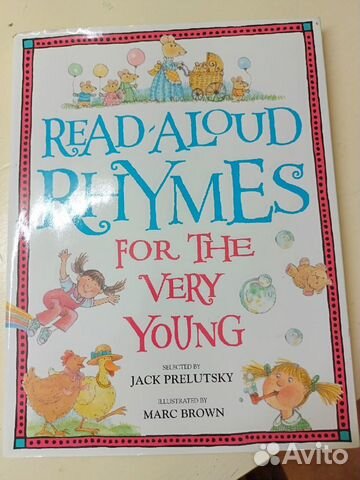 READ-ALOUD
RHYMES
FOR THE
VERY
YOUNG
SELECTED BY
JACK PRELUTSKY
ILLUSTRATED BY
MARC BROWN
Avito